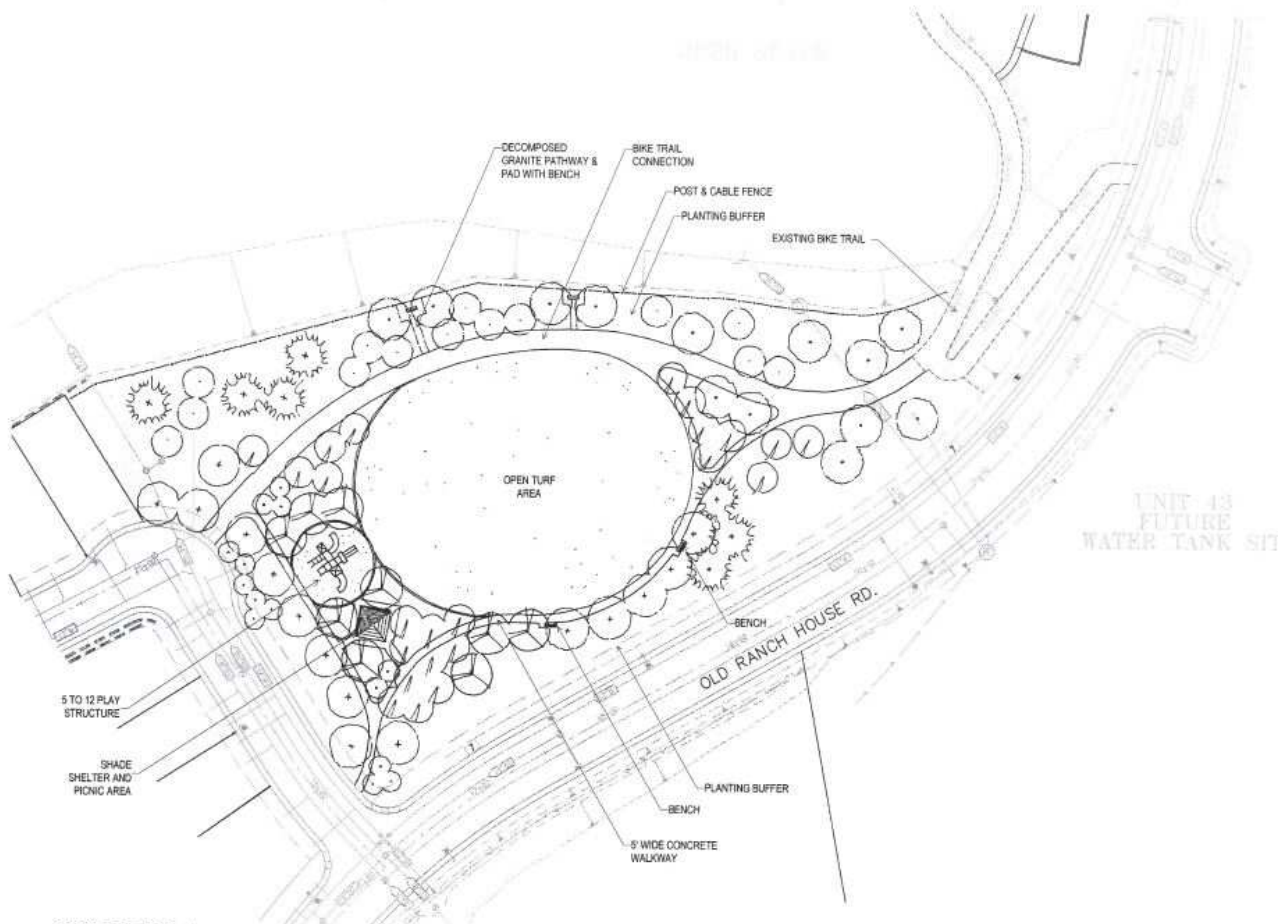 DECOMPOSED
GRANITE PATHWAY &
PAD WITH BENCH
BIKE TRAIL
CONNECTION
POST & CABLE FENCE
PLANTING BUFFER
EXISTING BIKE TRAIL
OPEN TURF
AREA
UNIT 43
FUTURE
WATER TANK SIT
BENCH
OLD RANCH HOUSE RD.
5 TO 12 PLAY
STRUCTURE
SHADE
SHELTER AND
PICNIC AREA
PLANTING BUFFER
BENCH
5' WIDE CONCRETE
WALKWAY